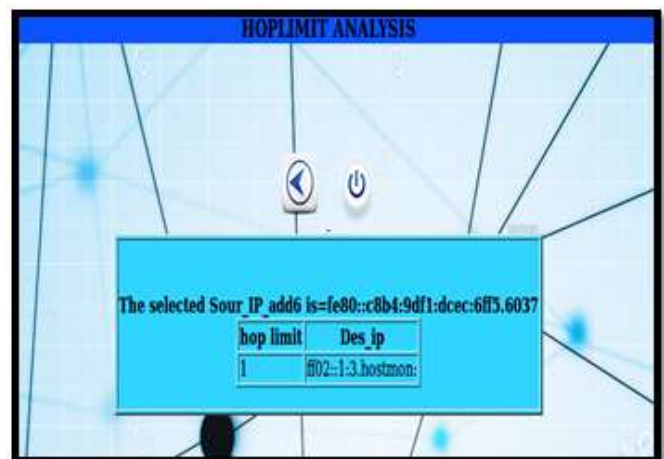 HOPLIMIT ANALYSIS
The selected Sour_IP_add6 is=fe80::c8b4:9df1:dcec:6ff5.6037
hop limit Des_ip
1 ff02::1:3.hostmon: